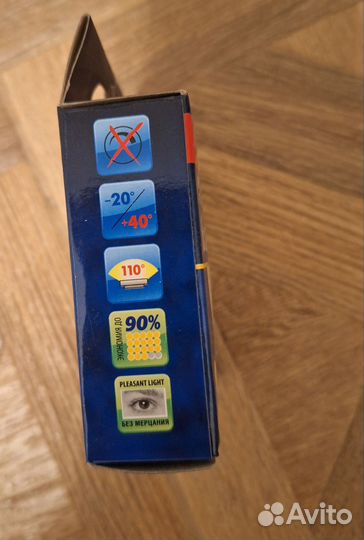 -20°
+40°
110°
ЭКОНОМИЯ ДО
90%
PLEASANT LIGHT
БЕЗ МЕРЦАНИЯ
Avito